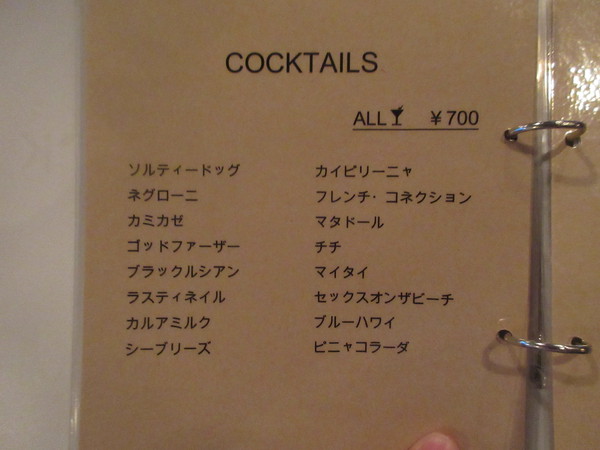 COCKTAILS
ALL ¥700
ソルティードッグ
ネグローニ
カミカゼ
ゴッドファーザー
ブラックルシアン
ラスティネイル
カルアミルク
シーブリーズ
カイピリーニャ
フレンチ・コネクション
マタドール
チチ
マイタイ
セックスオンザビーチ
ブルーハワイ
ピニャコラーダ